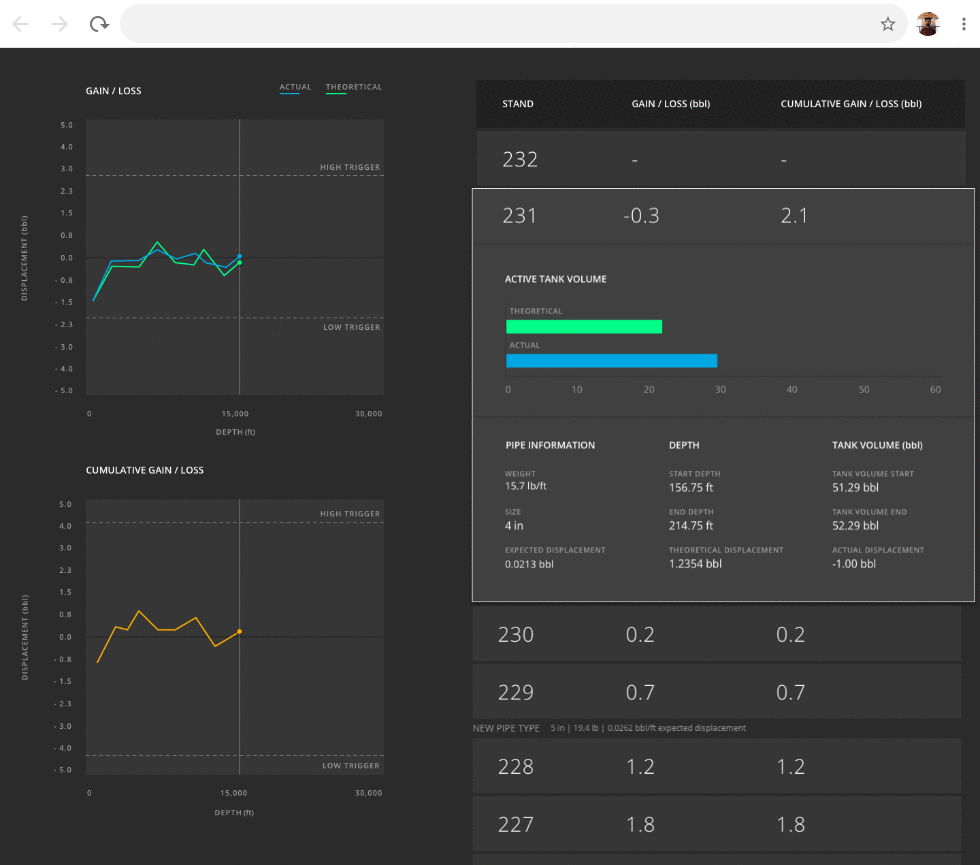 GAIN / LOSS
ACTUAL THEORETICAL
5.0
4.0
3.0
2.3
1.5
0.8
0.0
- 0.8
- 1.5
- 2.3
- 3.0
- 4.0
- 5.0
DISPLACEMENT (bbl)
HIGH TRIGGER
LOW TRIGGER
0 15,000 30,000
DEPTH (ft)
CUMULATIVE GAIN / LOSS
5.0
4.0
3.0
2.3
1.5
0.8
0.0
- 0.8
- 1.5
- 2.3
- 3.0
- 4.0
- 5.0
DISPLACEMENT (bbl)
HIGH TRIGGER
LOW TRIGGER
0 15,000 30,000
DEPTH (ft)
STAND GAIN / LOSS (bbl) CUMULATIVE GAIN / LOSS (bbl)
232 - -
231 -0.3 2.1
ACTIVE TANK VOLUME
THEORETICAL
ACTUAL
0 10 20 30 40 50 60
PIPE INFORMATION DEPTH TANK VOLUME (bbl)
WEIGHT START DEPTH TANK VOLUME START
15.7 lb/ft 156.75 ft 51.29 bbl
SIZE END DEPTH TANK VOLUME END
4 in 214.75 ft 52.29 bbl
EXPECTED DISPLACEMENT THEORETICAL DISPLACEMENT ACTUAL DISPLACEMENT
0.0213 bbl 1.2354 bbl -1.00 bbl
230 0.2 0.2
229 0.7 0.7
NEW PIPE TYPE 5 in | 19.4 lb | 0.0262 bbl/ft expected displacement
228 1.2 1.2
227 1.8 1.8